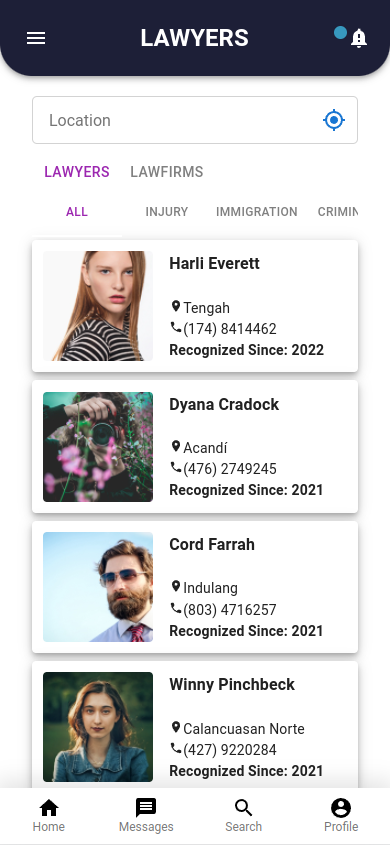 LAWYERS
Location
LAWYERS LAWFIRMS
ALL INJURY IMMIGRATION CRIMIN
Harli Everett
Tengah
(174) 8414462
Recognized Since: 2022
Dyana Cradock
Acandí
(476) 2749245
Recognized Since: 2021
Cord Farrah
Indulang
(803) 4716257
Recognized Since: 2021
Winny Pinchbeck
Calancuasan Norte
(427) 9220284
Recognized Since: 2021
Home Messages Search Profile